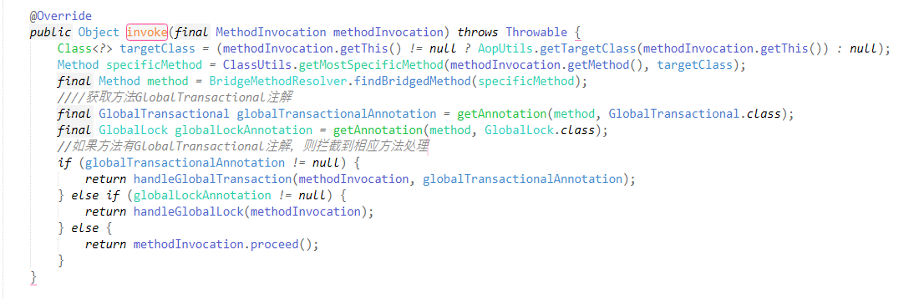 @Override
public Object invoke(final MethodInvocation methodInvocation) throws Throwable {
    Class<?> targetClass = (methodInvocation.getThis() != null ? AopUtils.getTargetClass(methodInvocation.getThis()) : null);
    Method specificMethod = ClassUtils.getMostSpecificMethod(methodInvocation.getMethod(), targetClass);
    final Method method = BridgeMethodResolver.findBridgedMethod(specificMethod);
    ////获取方法GlobalTransactional注解
    final GlobalTransactional globalTransactionalAnnotation = getAnnotation(method, GlobalTransactional.class);
    final GlobalLock globalLockAnnotation = getAnnotation(method, GlobalLock.class);
    //如果方法有GlobalTransactional注解，则拦截到相应方法处理
    if (globalTransactionalAnnotation != null) {
        return handleGlobalTransaction(methodInvocation, globalTransactionalAnnotation);
    } else if (globalLockAnnotation != null) {
        return handleGlobalLock(methodInvocation);
    } else {
        return methodInvocation.proceed();
    }
}